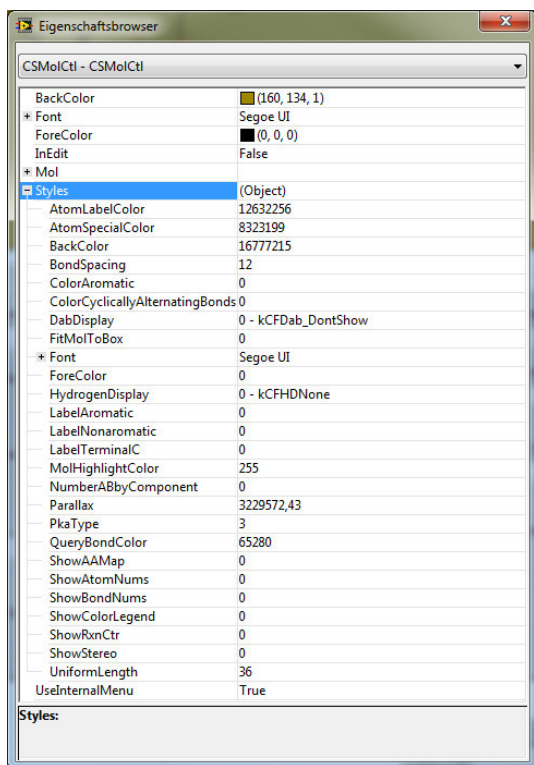 Eigenschaftsbrowser
CSMolCtl - CSMolCtl
BackColor (160, 134, 1)
Font Segoe UI
ForeColor (0, 0, 0)
InEdit False
Mol
Styles (Object)
AtomLabelColor 12632256
AtomSpecialColor 8323199
BackColor 16777215
BondSpacing 12
ColorAromatic 0
ColorCyclicallyAlternatingBonds 0
DabDisplay 0 - kCFDab_DontShow
FitMolToBox 0
Font Segoe UI
ForeColor 0
HydrogenDisplay 0 - kCFHDNone
LabelAromatic 0
LabelNonaromatic 0
LabelTerminalC 0
MolHighlightColor 255
NumberABbyComponent 0
Parallax 3229572,43
PkaType 3
QueryBondColor 65280
ShowAAMap 0
ShowAtomNums 0
ShowBondNums 0
ShowColorLegend 0
ShowRxnCtr 0
ShowStereo 0
UniformLength 36
UseInternalMenu True
Styles: